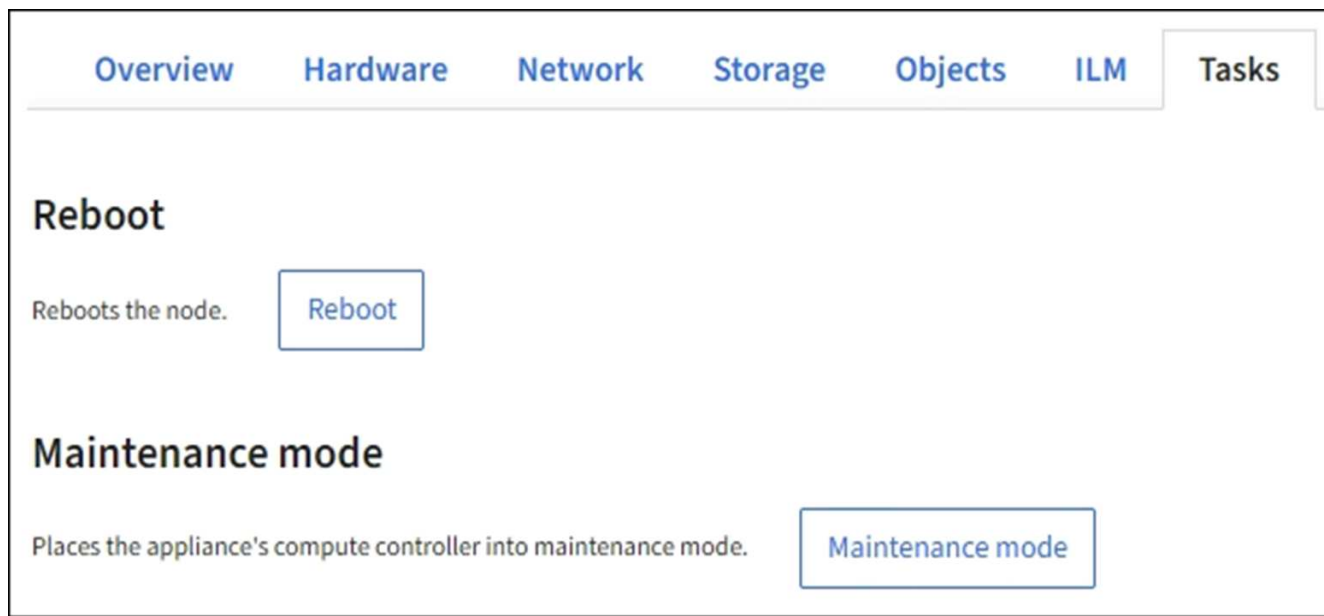 Overview Hardware Network Storage Objects ILM Tasks
Reboot
Reboots the node. Reboot
Maintenance mode
Places the appliance's compute controller into maintenance mode. Maintenance mode